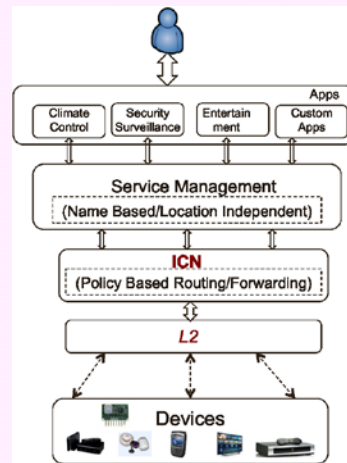 Apps
Climate
Control
Security
Surveillance
Entertain
ment
Custom
Apps
Service Management
(Name Based/Location Independent)
ICN
(Policy Based Routing/Forwarding)
L2
Devices